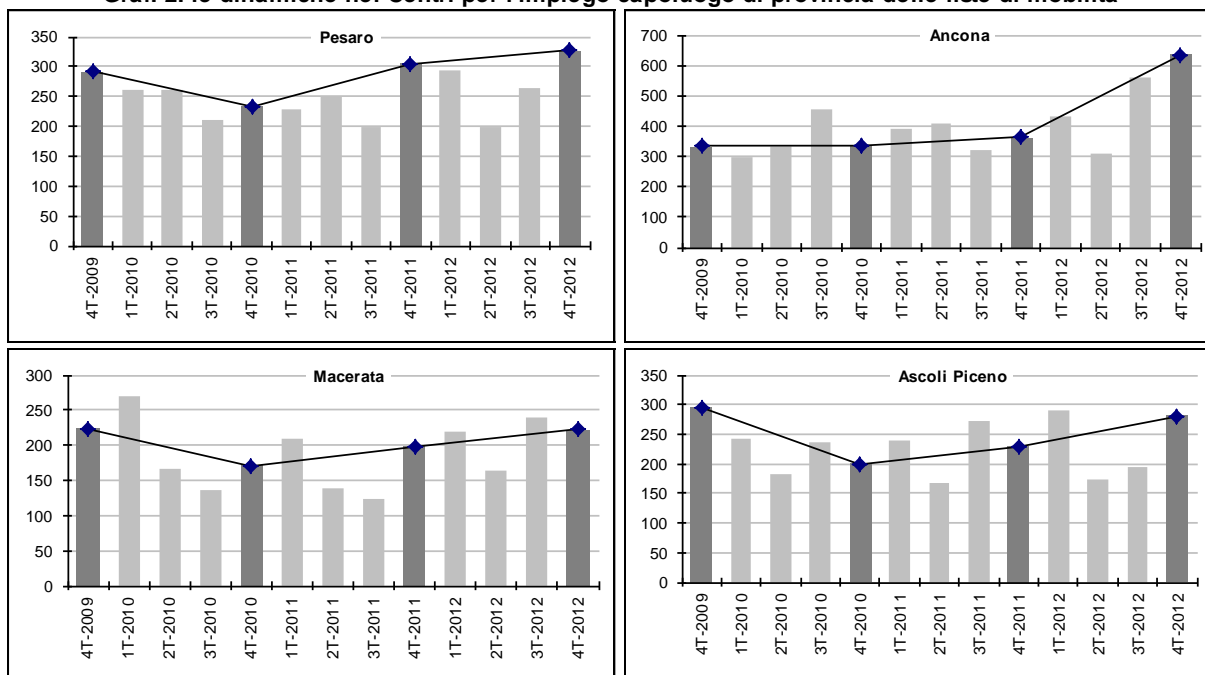 le dinamiche nei Centri per l'impiego capoluogo di provincia delle liste di mobilità
Pesaro
350
300
250
200
150
100
50
0
4T-2009
1T-2010
2T-2010
3T-2010
4T-2010
1T-2011
2T-2011
3T-2011
4T-2011
1T-2012
2T-2012
3T-2012
4T-2012
Ancona
700
600
500
400
300
200
100
0
4T-2009
1T-2010
2T-2010
3T-2010
4T-2010
1T-2011
2T-2011
3T-2011
4T-2011
1T-2012
2T-2012
3T-2012
4T-2012
Macerata
300
250
200
150
100
50
0
4T-2009
1T-2010
2T-2010
3T-2010
4T-2010
1T-2011
2T-2011
3T-2011
4T-2011
1T-2012
2T-2012
3T-2012
4T-2012
Ascoli Piceno
350
300
250
200
150
100
50
0
4T-2009
1T-2010
2T-2010
3T-2010
4T-2010
1T-2011
2T-2011
3T-2011
4T-2011
1T-2012
2T-2012
3T-2012
4T-2012